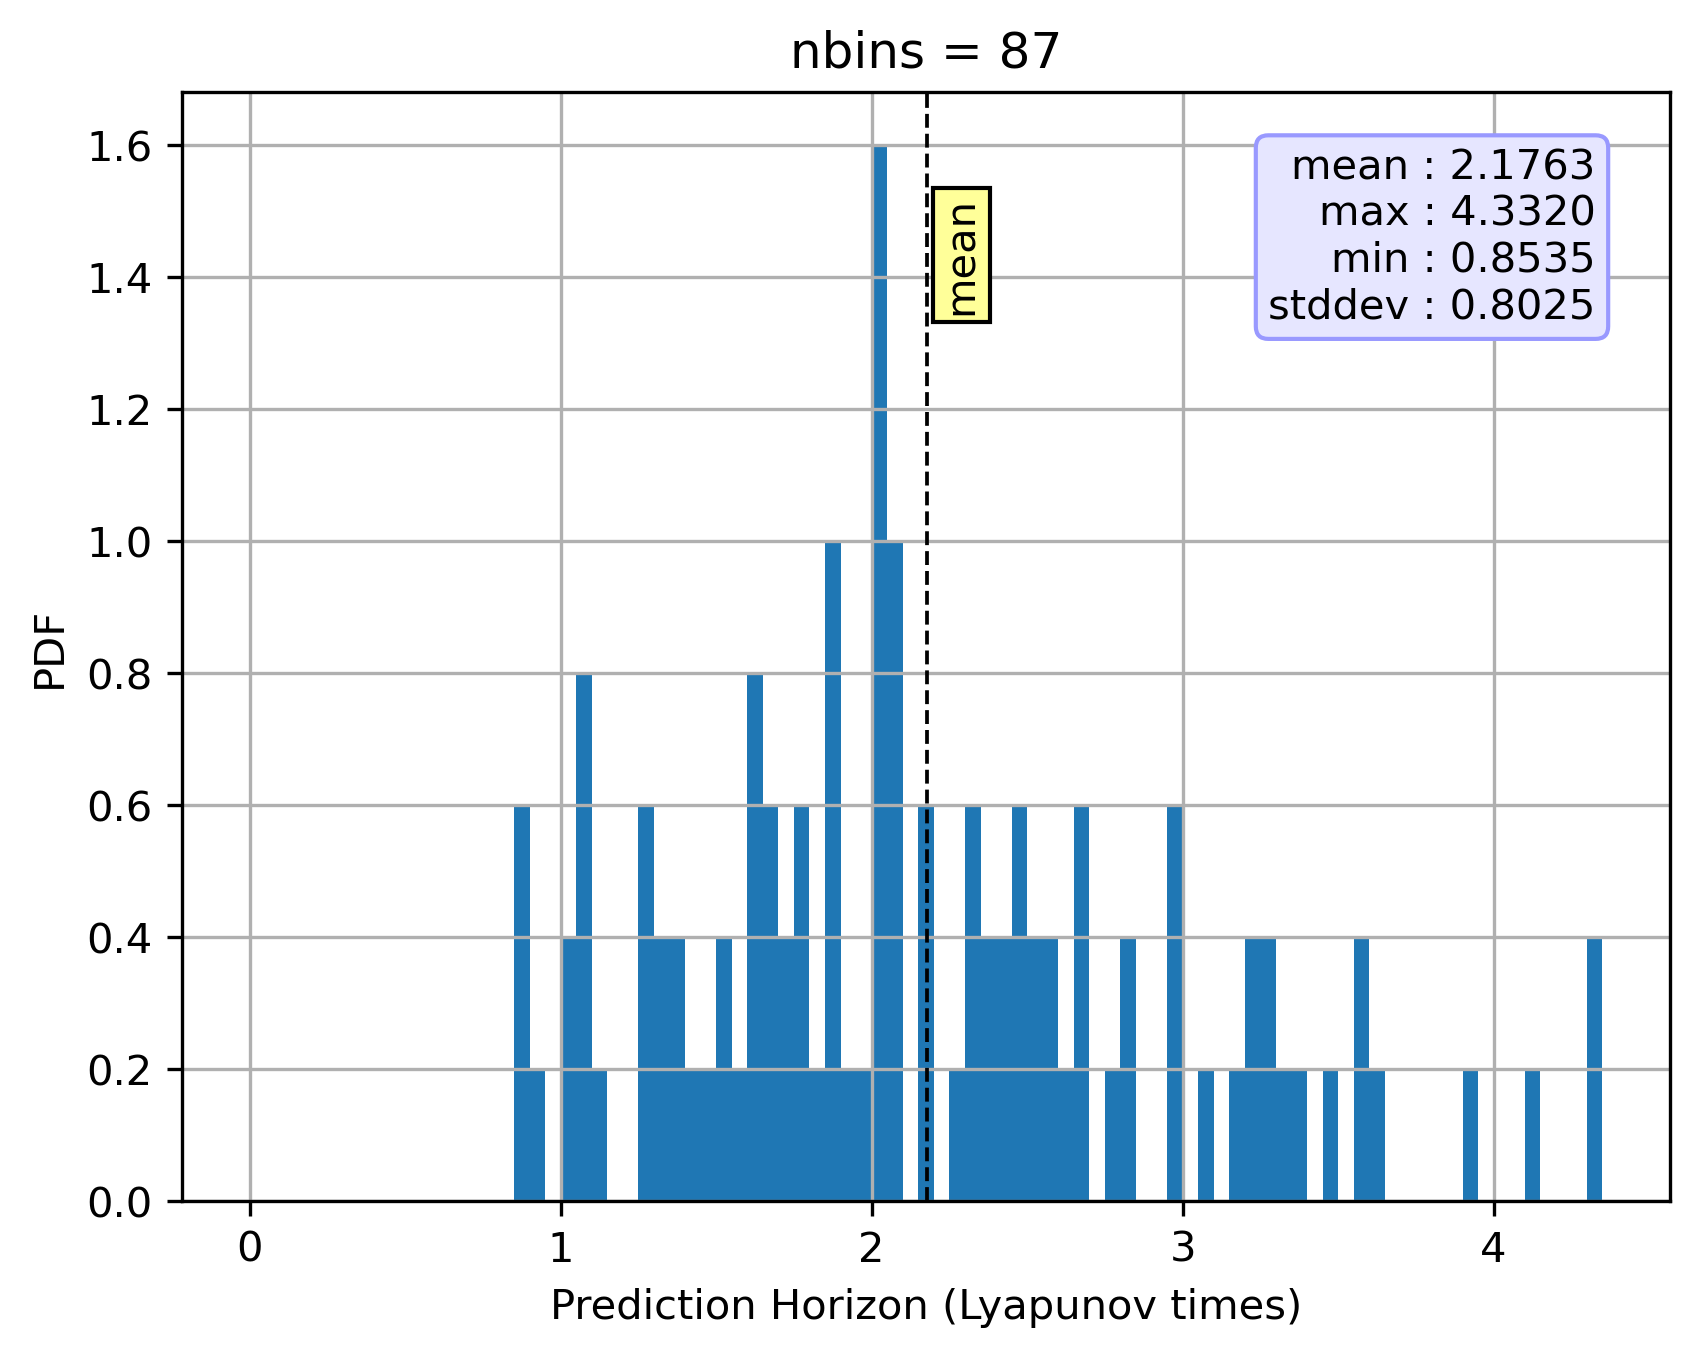 nbins = 87
1.6
1.4
1.2
1.0
0.8
0.6
0.4
0.2
0.0
PDF
mean
mean : 2.1763
max : 4.3320
min : 0.8535
stddev : 0.8025
0 1 2 3 4
Prediction Horizon (Lyapunov times)